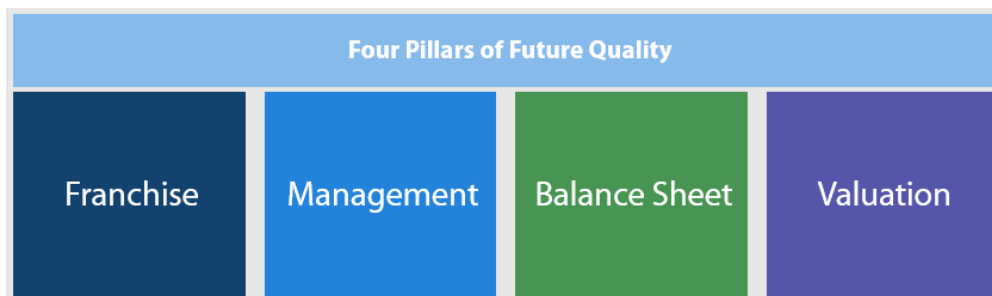 Four Pillars of Future Quality
Franchise
Management
Balance Sheet
Valuation